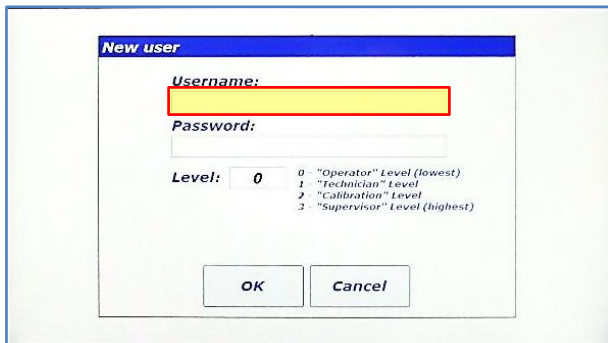 New user
Username:
Password:
Level: 0
0 - "Operator" Level (lowest)
1 - "Technician" Level
2 - "Calibration" Level
3 - "Supervisor" Level (highest)
OK Cancel